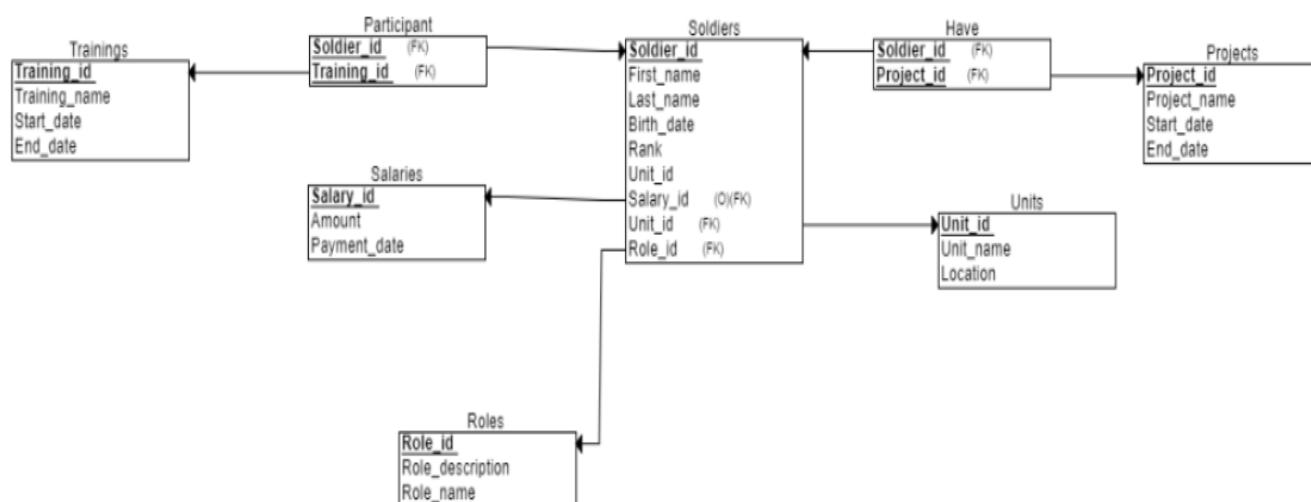 Trainings
Training_id
Training_name
Start_date
End_date
Participant
Soldier_id (FK)
Training_id (FK)
Soldiers
Soldier_id
First_name
Last_name
Birth_date
Rank
Unit_id
Salary_id (O)(FK)
Unit_id (FK)
Role_id (FK)
Have
Soldier_id (FK)
Project_id (FK)
Projects
Project_id
Project_name
Start_date
End_date
Salaries
Salary_id
Amount
Payment_date
Units
Unit_id
Unit_name
Location
Roles
Role_id
Role_description
Role_name